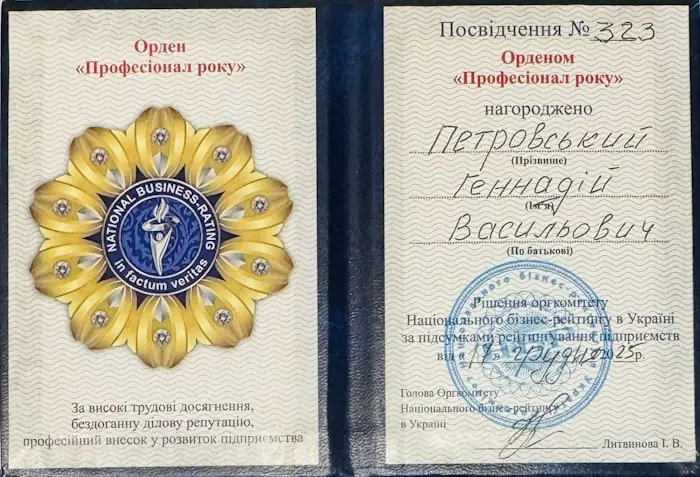 Орден
«Професіонал року»
NATIONAL BUSINESS-RATING
in factum veritas
За високі трудові досягнення,
бездоганну ділову репутацію,
професійний внесок у розвиток підприємства
Посвідчення № 323
Орденом
«Професіонал року»
нагороджено
Петровський
(Прізвище)
Геннадій
(Ім'я)
Васильович
(По батькові)
Рішення оргкомітету
Національного бізнес-рейтингу в Україні
за підсумками рейтингування підприємств
від «17» грудня 2025р.
Голова Оргкомітету
Національного бізнес-рейтингу
в Україні
Литвинова І. В.